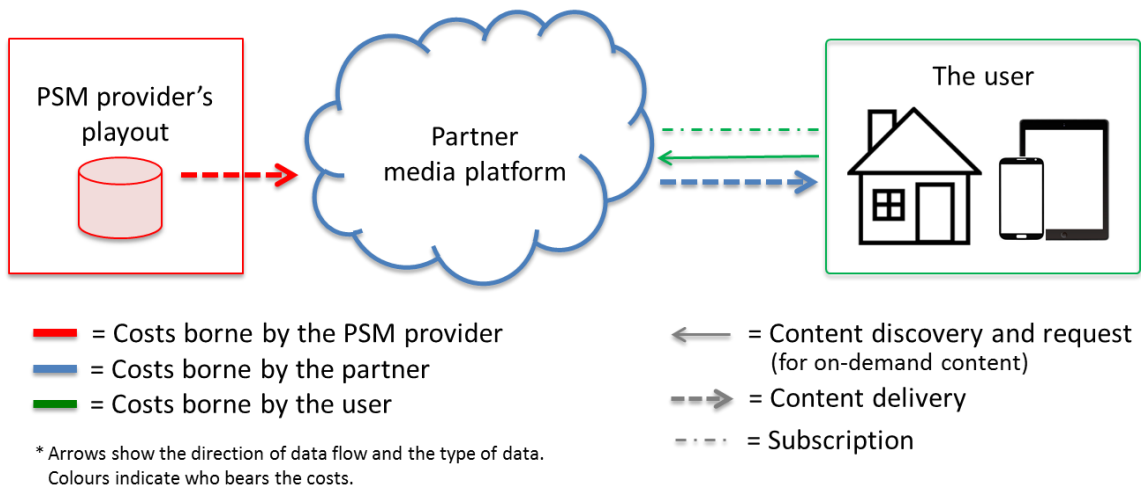 PSM provider's
playout
Partner
media platform
The user
= Costs borne by the PSM provider
= Costs borne by the partner
= Costs borne by the user
* Arrows show the direction of data flow and the type of data.
Colours indicate who bears the costs.
= Content discovery and request
(for on-demand content)
= Content delivery
= Subscription